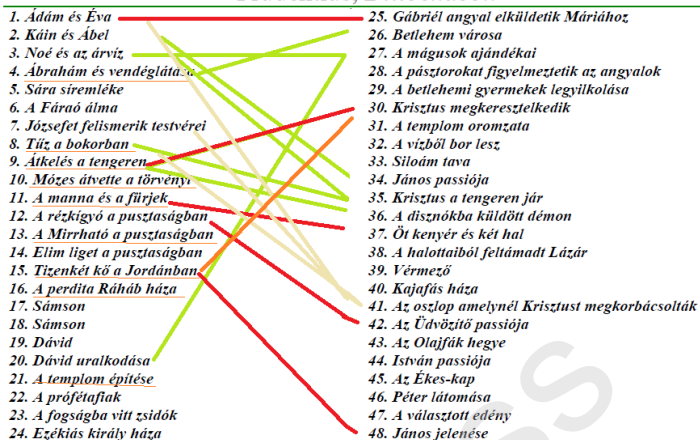 1. Ádám és Éva
2. Káin és Ábel
3. Noé és az árvíz
4. Ábrahám és vendéglátása
5. Sára síremléke
6. A Fáraó álma
7. Józsefet felismerik testvérei
8. Tűz a bokorban
9. Átkelés a tengeren
10. Mózes átvette a törvényt
11. A manna és a fürjek
12. A rézkígyó a pusztaságban
13. A Mirrható a pusztaságban
14. Elim liget a pusztaságban
15. Tizenkét kő a Jordánban
16. A perdita Ráháb háza
17. Sámson
18. Sámson
19. Dávid
20. Dávid uralkodása
21. A templom építése
22. A prófétafiak
23. A fogságba vitt zsidók
24. Ezékiás király háza
25. Gábriél angyal elküldetik Máriához
26. Betlehem városa
27. A mágusok ajándékai
28. A pásztorokat figyelmeztetik az angyalok
29. A betlehemi gyermekek legyilkolása
30. Krisztus megkeresztelkedik
31. A templom oromzata
32. A vízből bor lesz
33. Siloám tava
34. János passiója
35. Krisztus a tengeren jár
36. A disznókba küldött démon
37. Öt kenyér és két hal
38. A halottaiból feltámadt Lázár
39. Vérmező
40. Kajafás háza
41. Az oszlop amelynél Krisztust megkorbácsolták
42. Az Üdvözítő passiója
43. Az Olajfák hegye
44. István passiója
45. Az Ékes-kap
46. Péter látomása
47. A választott edény
48. János jelenése